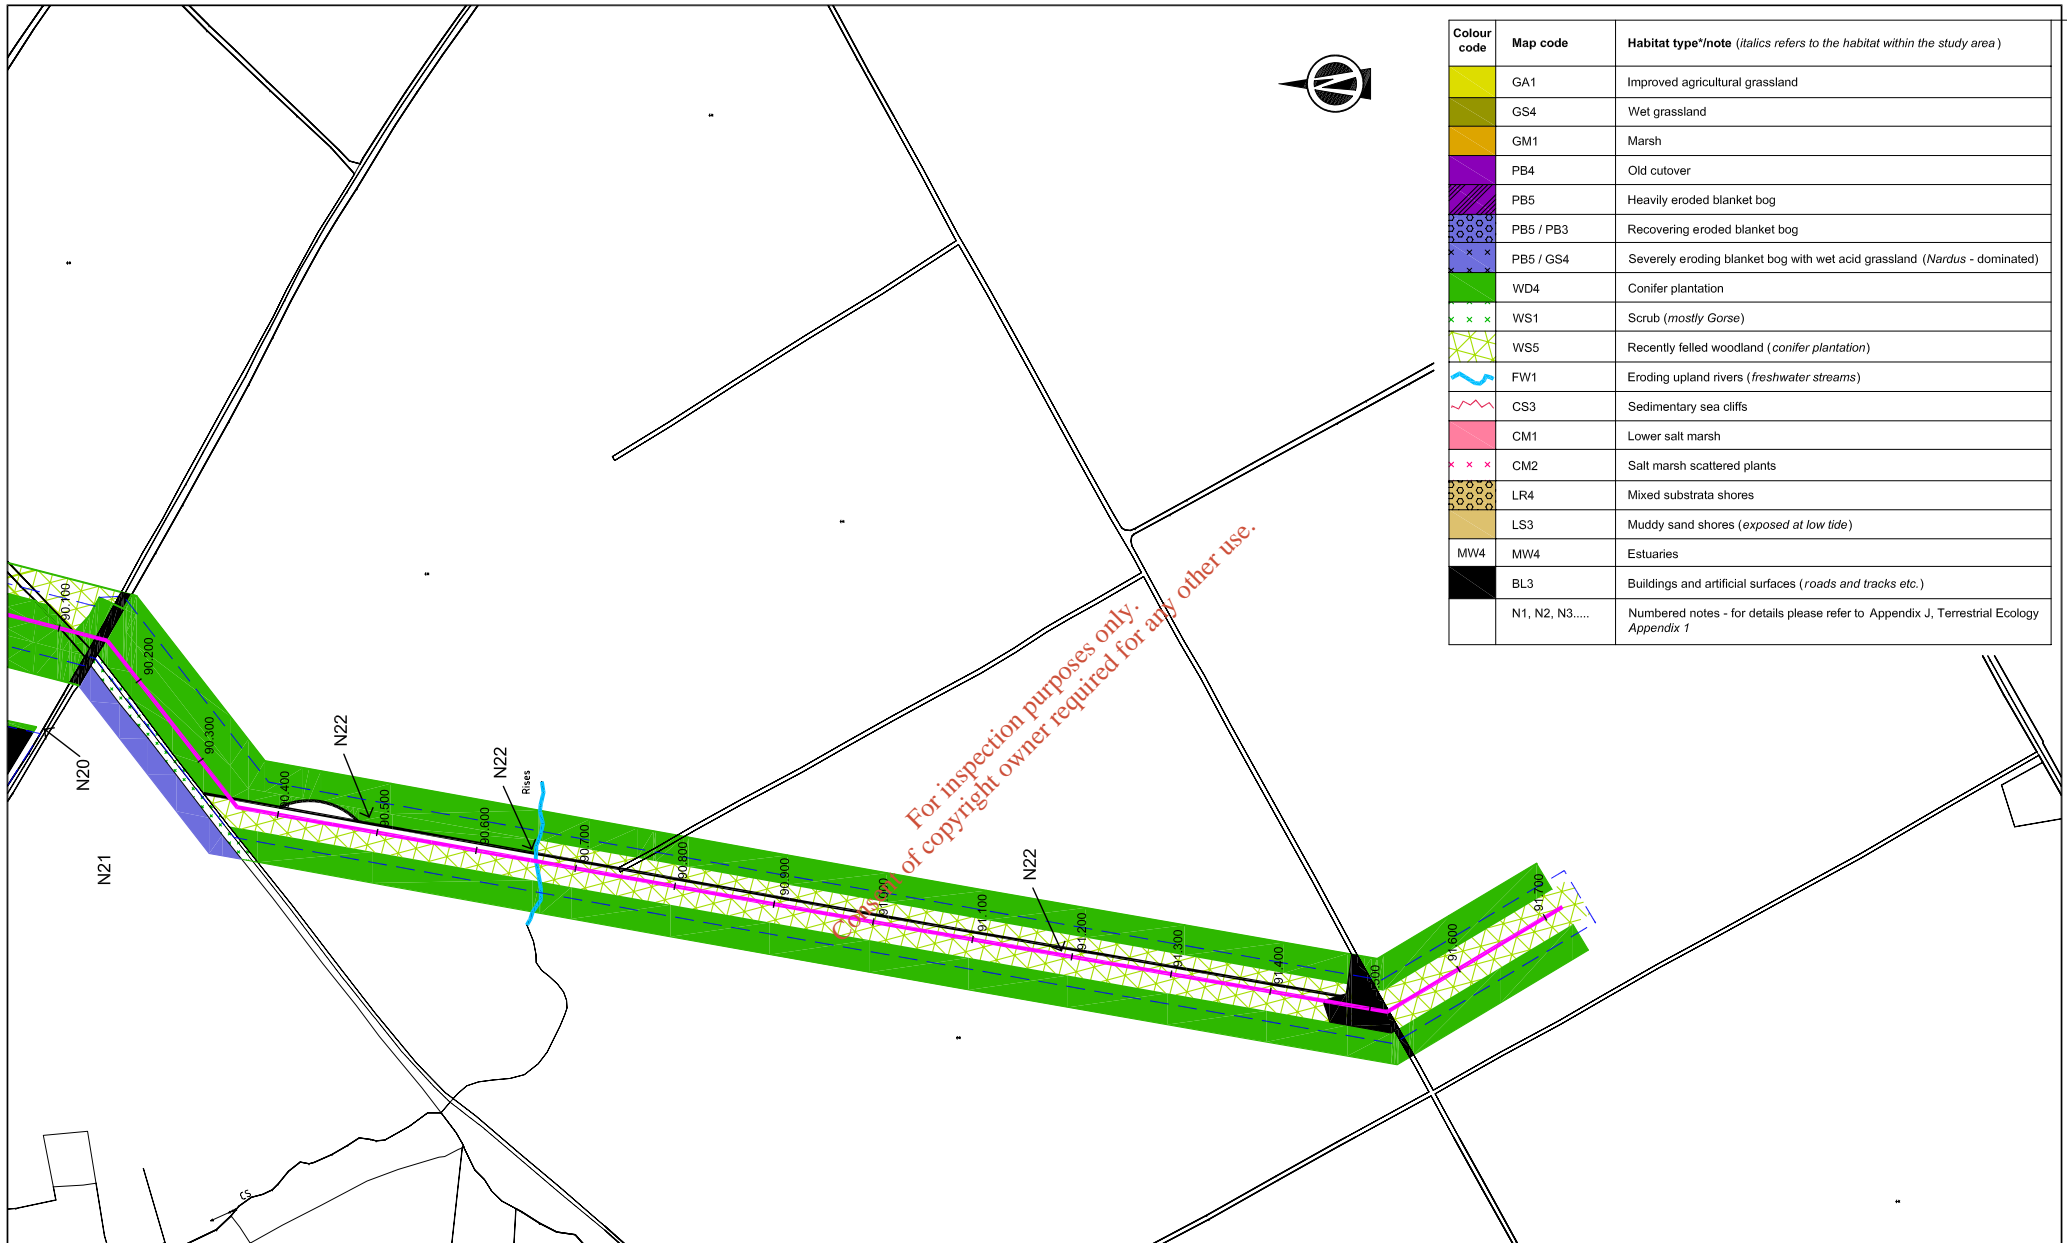 Colour code Map code Habitat type*/note (italics refers to the habitat within the study area)
GA1 Improved agricultural grassland
GS4 Wet grassland
GM1 Marsh
PB4 Old cutover
PB5 Heavily eroded blanket bog
PB5 / PB3 Recovering eroded blanket bog
PB5 / GS4 Severely eroding blanket bog with wet acid grassland (Nardus - dominated)
WD4 Conifer plantation
WS1 Scrub (mostly Gorse)
WS5 Recently felled woodland (conifer plantation)
FW1 Eroding upland rivers (freshwater streams)
CS3 Sedimentary sea cliffs
CM1 Lower salt marsh
CM2 Salt marsh scattered plants
LR4 Mixed substrata shores
LS3 Muddy sand shores (exposed at low tide)
MW4 MW4 Estuaries
BL3 Buildings and artificial surfaces (roads and tracks etc.)
N1, N2, N3..... Numbered notes - for details please refer to Appendix J, Terrestrial Ecology
Appendix 1
N
90.100
90.200
90.300
90.400
90.500
90.600
90.700
90.800
90.900
91.000
91.100
91.200
91.300
91.400
91.600
91.700
N20
N21
N22
N22
Rises
N22
CS
For inspection purposes only.
Consent of copyright owner required for any other use.